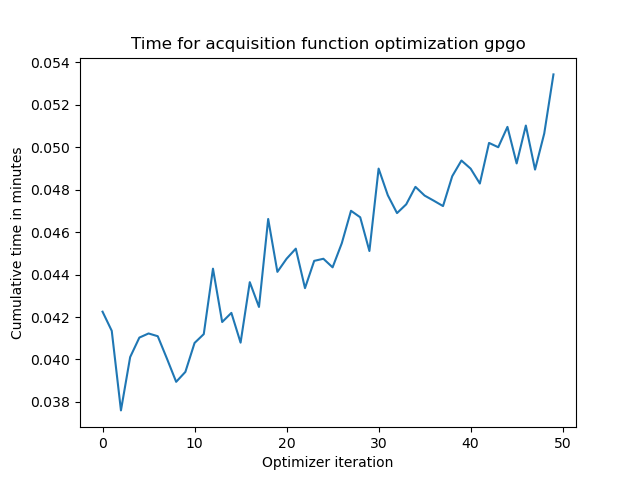 Time for acquisition function optimization gpgo
0.054
0.052
0.050
0.048
0.046
0.044
0.042
0.040
0.038
Cumulative time in minutes
0 10 20 30 40 50
Optimizer iteration